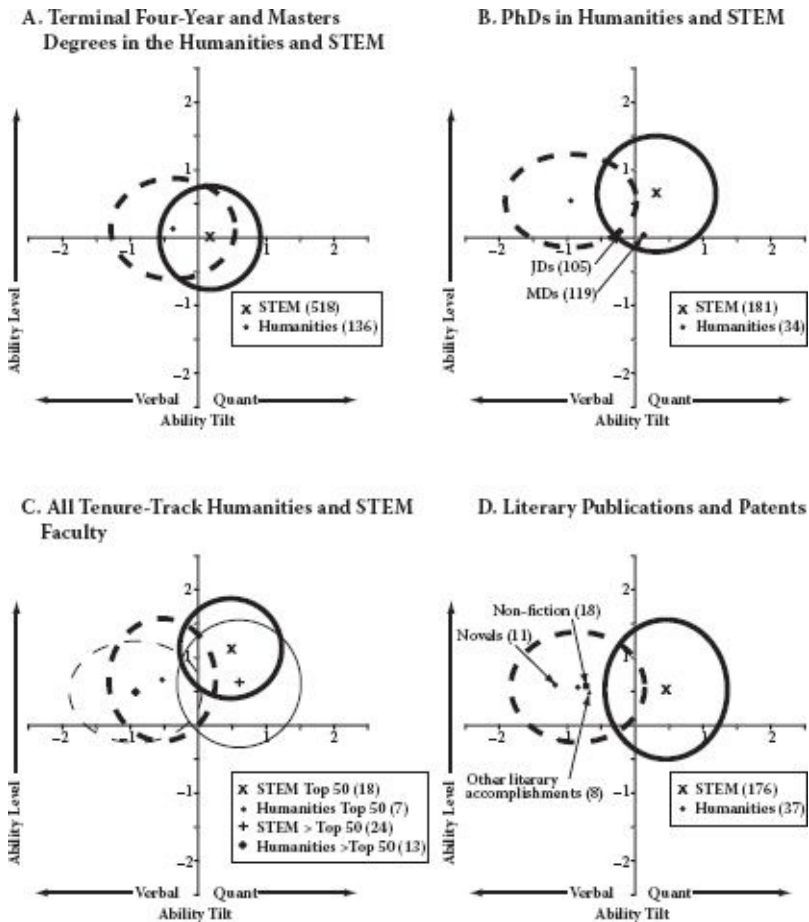 A. Terminal Four-Year and Masters
Degrees in the Humanities and STEM
2
1
-2
-1
1
2
-1
-2
Ability Level
x STEM (518)
• Humanities (136)
Verbal
Quant
Ability Tilt
B. PhDs in Humanities and STEM
2
1
-2
-1
1
2
JDs (105)
MDs (119)
-1
-2
Ability Level
x STEM (181)
• Humanities (34)
Verbal
Quant
Ability Tilt
C. All Tenure-Track Humanities and STEM
Faculty
2
1
-2
-1
1
2
-1
-2
Ability Level
x STEM Top 50 (18)
• Humanities Top 50 (7)
+ STEM > Top 50 (24)
◆ Humanities >Top 50 (13)
Verbal
Quant
Ability Tilt
D. Literary Publications and Patents
2
Non-fiction (18)
Novels (11)
1
-2
-1
1
2
Other literary
accomplishments (8)
-1
-2
Ability Level
x STEM (176)
• Humanities (37)
Verbal
Quant
Ability Tilt